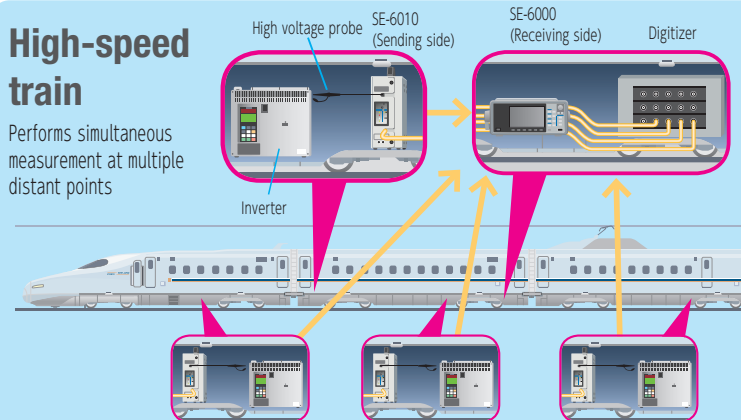 High-speed
train
Performs simultaneous
measurement at multiple
distant points
High voltage probe
SE-6010
(Sending side)
SE-6000
(Receiving side)
Digitizer
Inverter